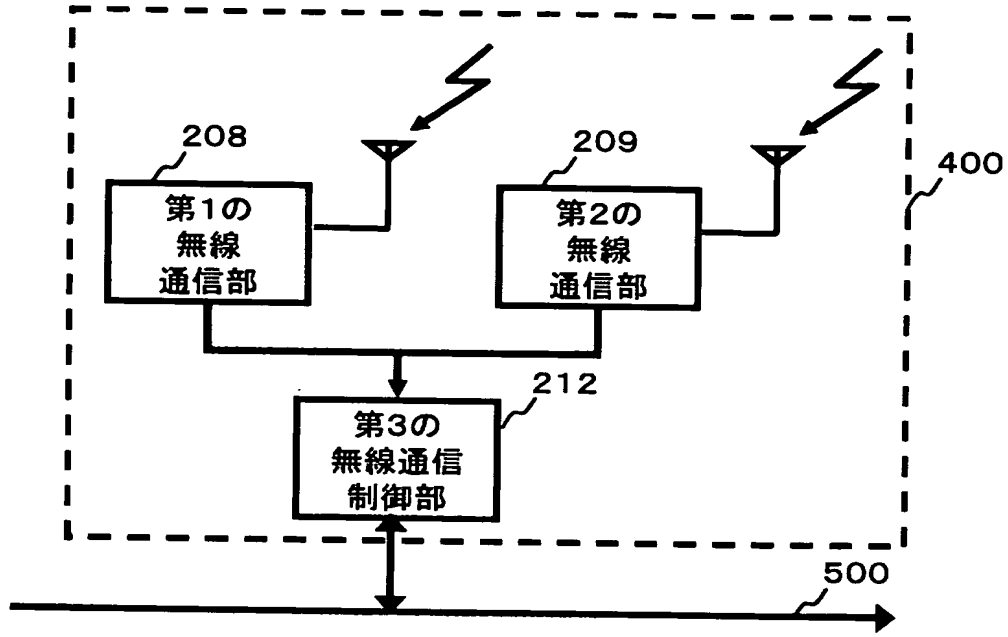 208
第1の
無線
通信部
209
第2の
無線
通信部
400
212
第3の
無線通信
制御部
500